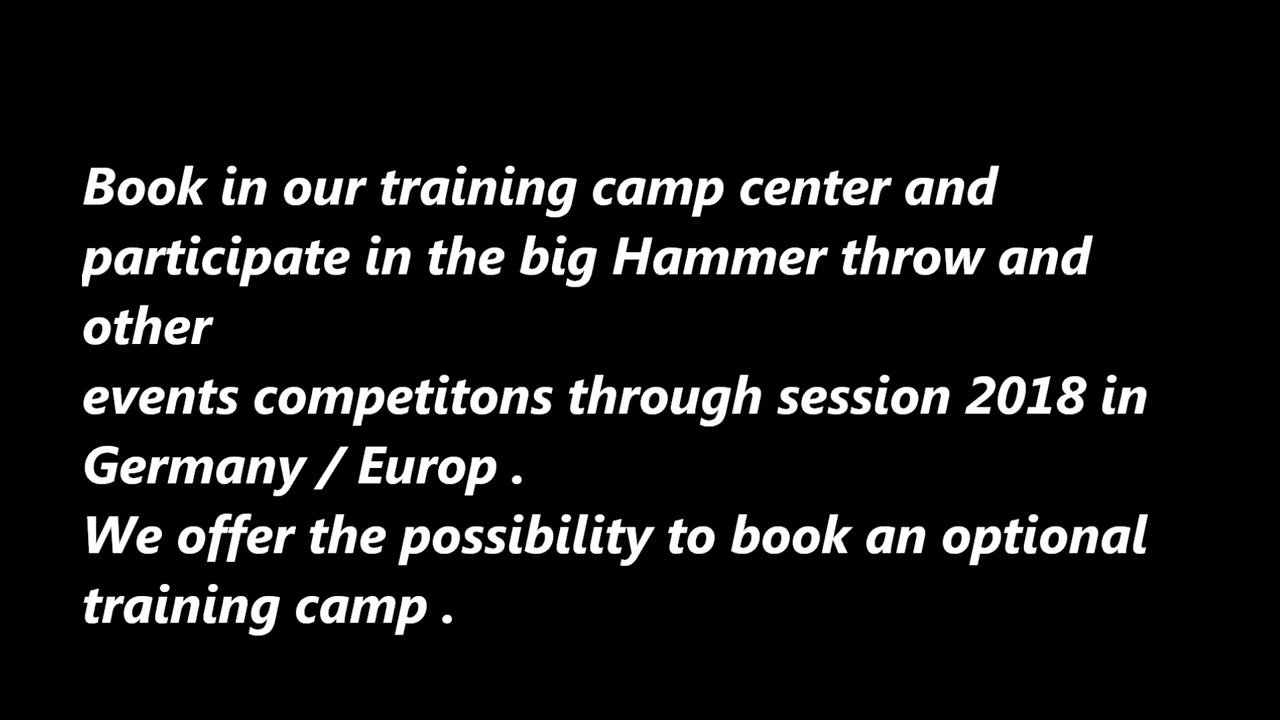 Book in our training camp center and
participate in the big Hammer throw and
other
events competitons through session 2018 in
Germany / Europ .
We offer the possibility to book an optional
training camp .